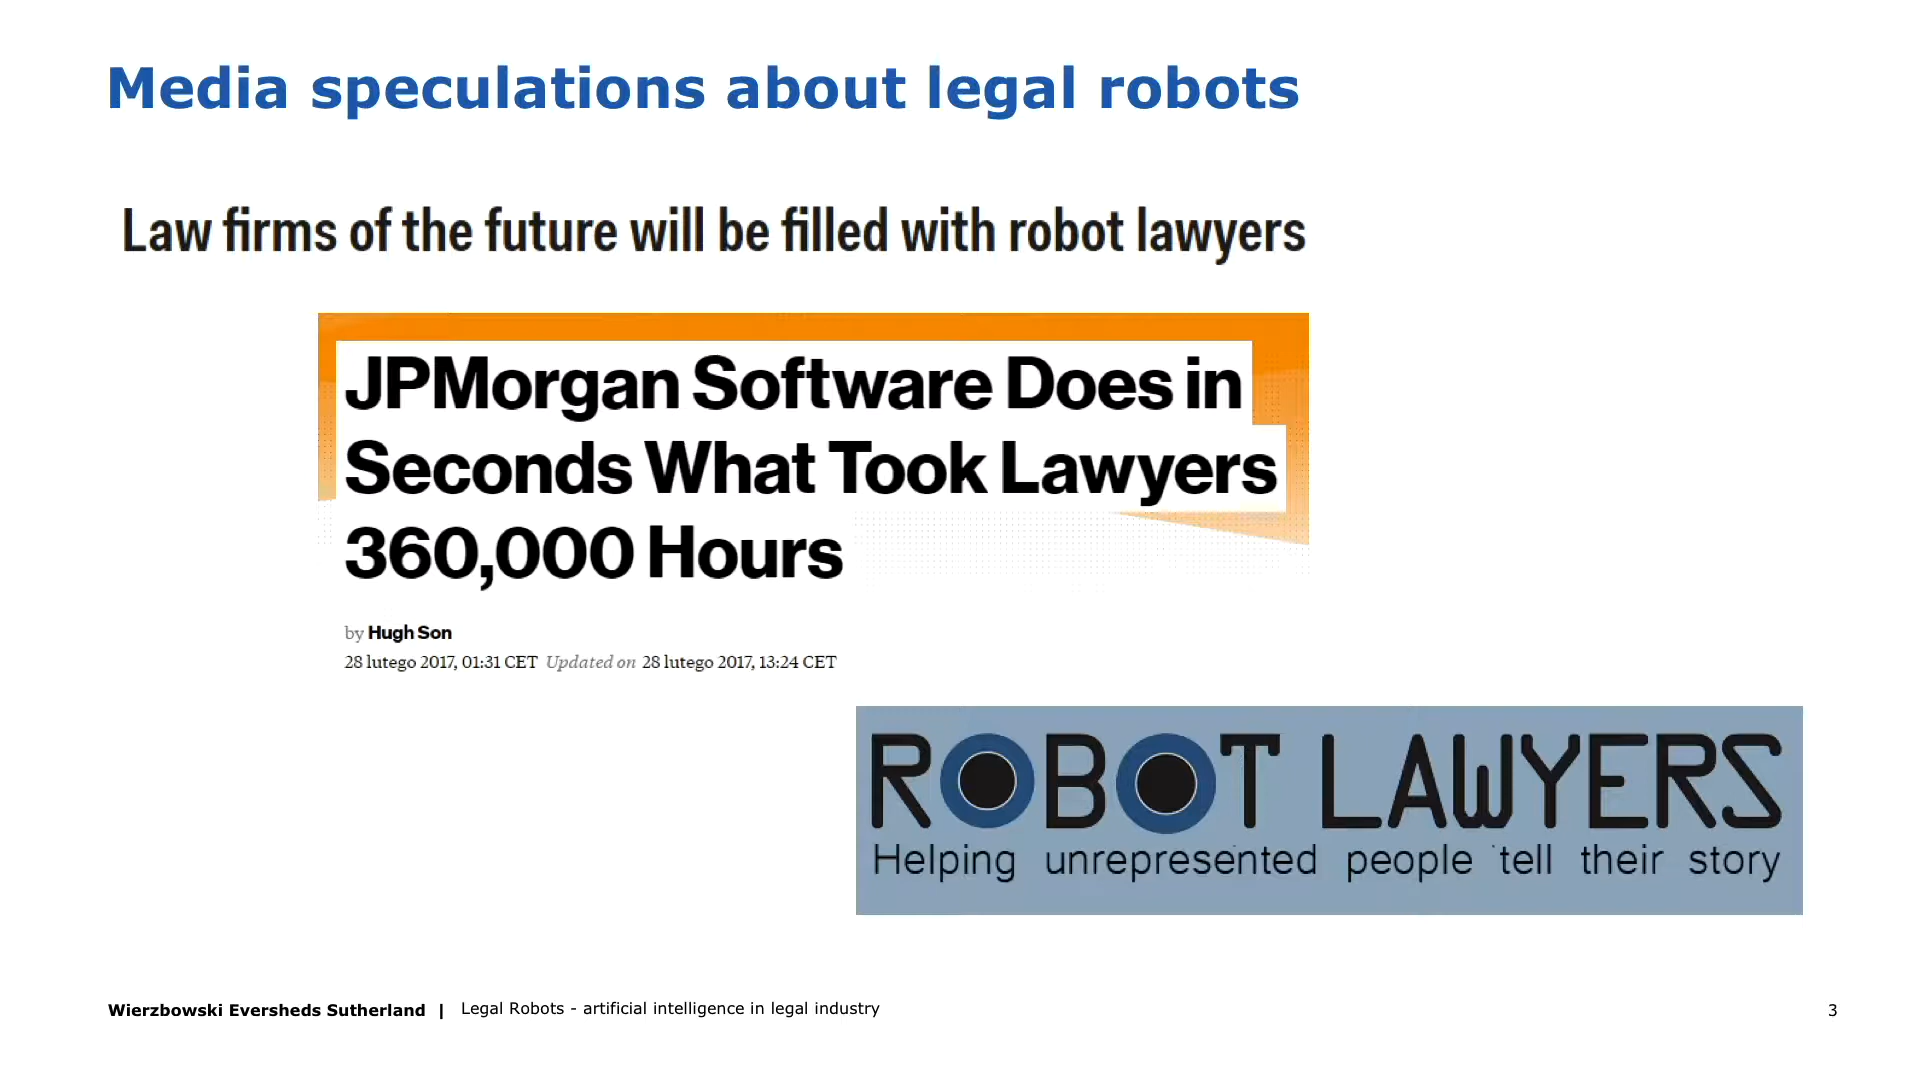 Media speculations about legal robots
Law firms of the future will be filled with robot lawyers
JPMorgan Software Does in
Seconds What Took Lawyers
360,000 Hours
by Hugh Son
28 lutego 2017, 01:31 CET Updated on 28 lutego 2017, 13:24 CET
ROBOT LAWYERS
Helping unrepresented people tell their story
Wierzbowski Eversheds Sutherland | Legal Robots - artificial intelligence in legal industry
3